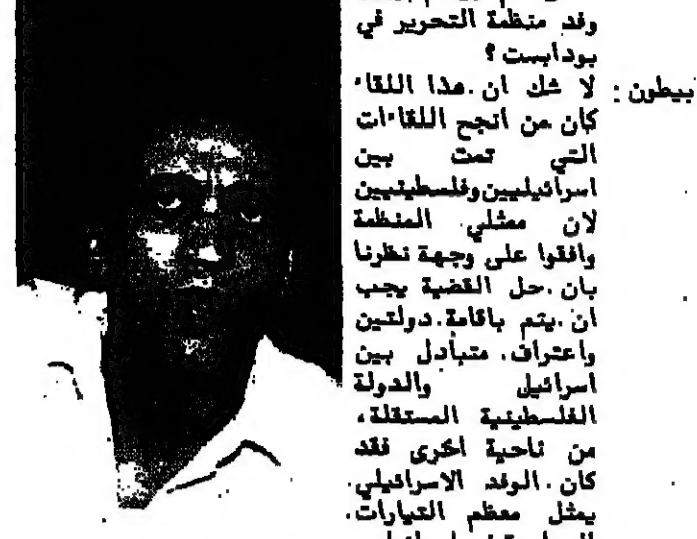 وفد منظمة التحرير في
بودابست ؟
بيطون : لا شك ان هذا اللقاء
كان من انجح اللقاءات
التي تمت بين
اسرائيليين وفلسطينيين
لان ممثلي المنظمة
وافقوا على وجهة نظرنا
بان حل القضية يجب
ان يتم باقامة دولتين
واعتراف متبادل بين
اسرائيل والدولة
الفلسطينية المستقلة ،
من ناحية اخرى فقد
كان الوفد الاسرائيلي
يمثل معظم التيارات